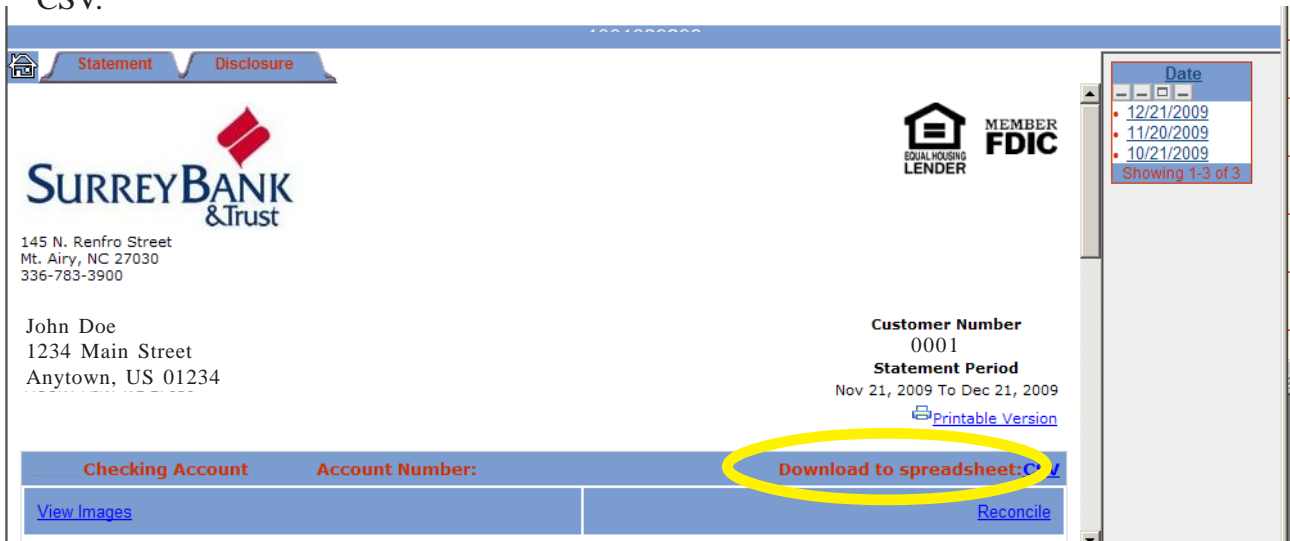 CSV.
Statement Disclosure
SURREY BANK
&Trust
145 N. Renfro Street
Mt. Airy, NC 27030
336-783-3900
EQUAL HOUSING
LENDER
MEMBER
FDIC
John Doe
1234 Main Street
Anytown, US 01234
Customer Number
0001
Statement Period
Nov 21, 2009 To Dec 21, 2009
Printable Version
Checking Account Account Number: Download to spreadsheet:CSV
View Images Reconcile
Date
12/21/2009
11/20/2009
10/21/2009
Showing 1-3 of 3